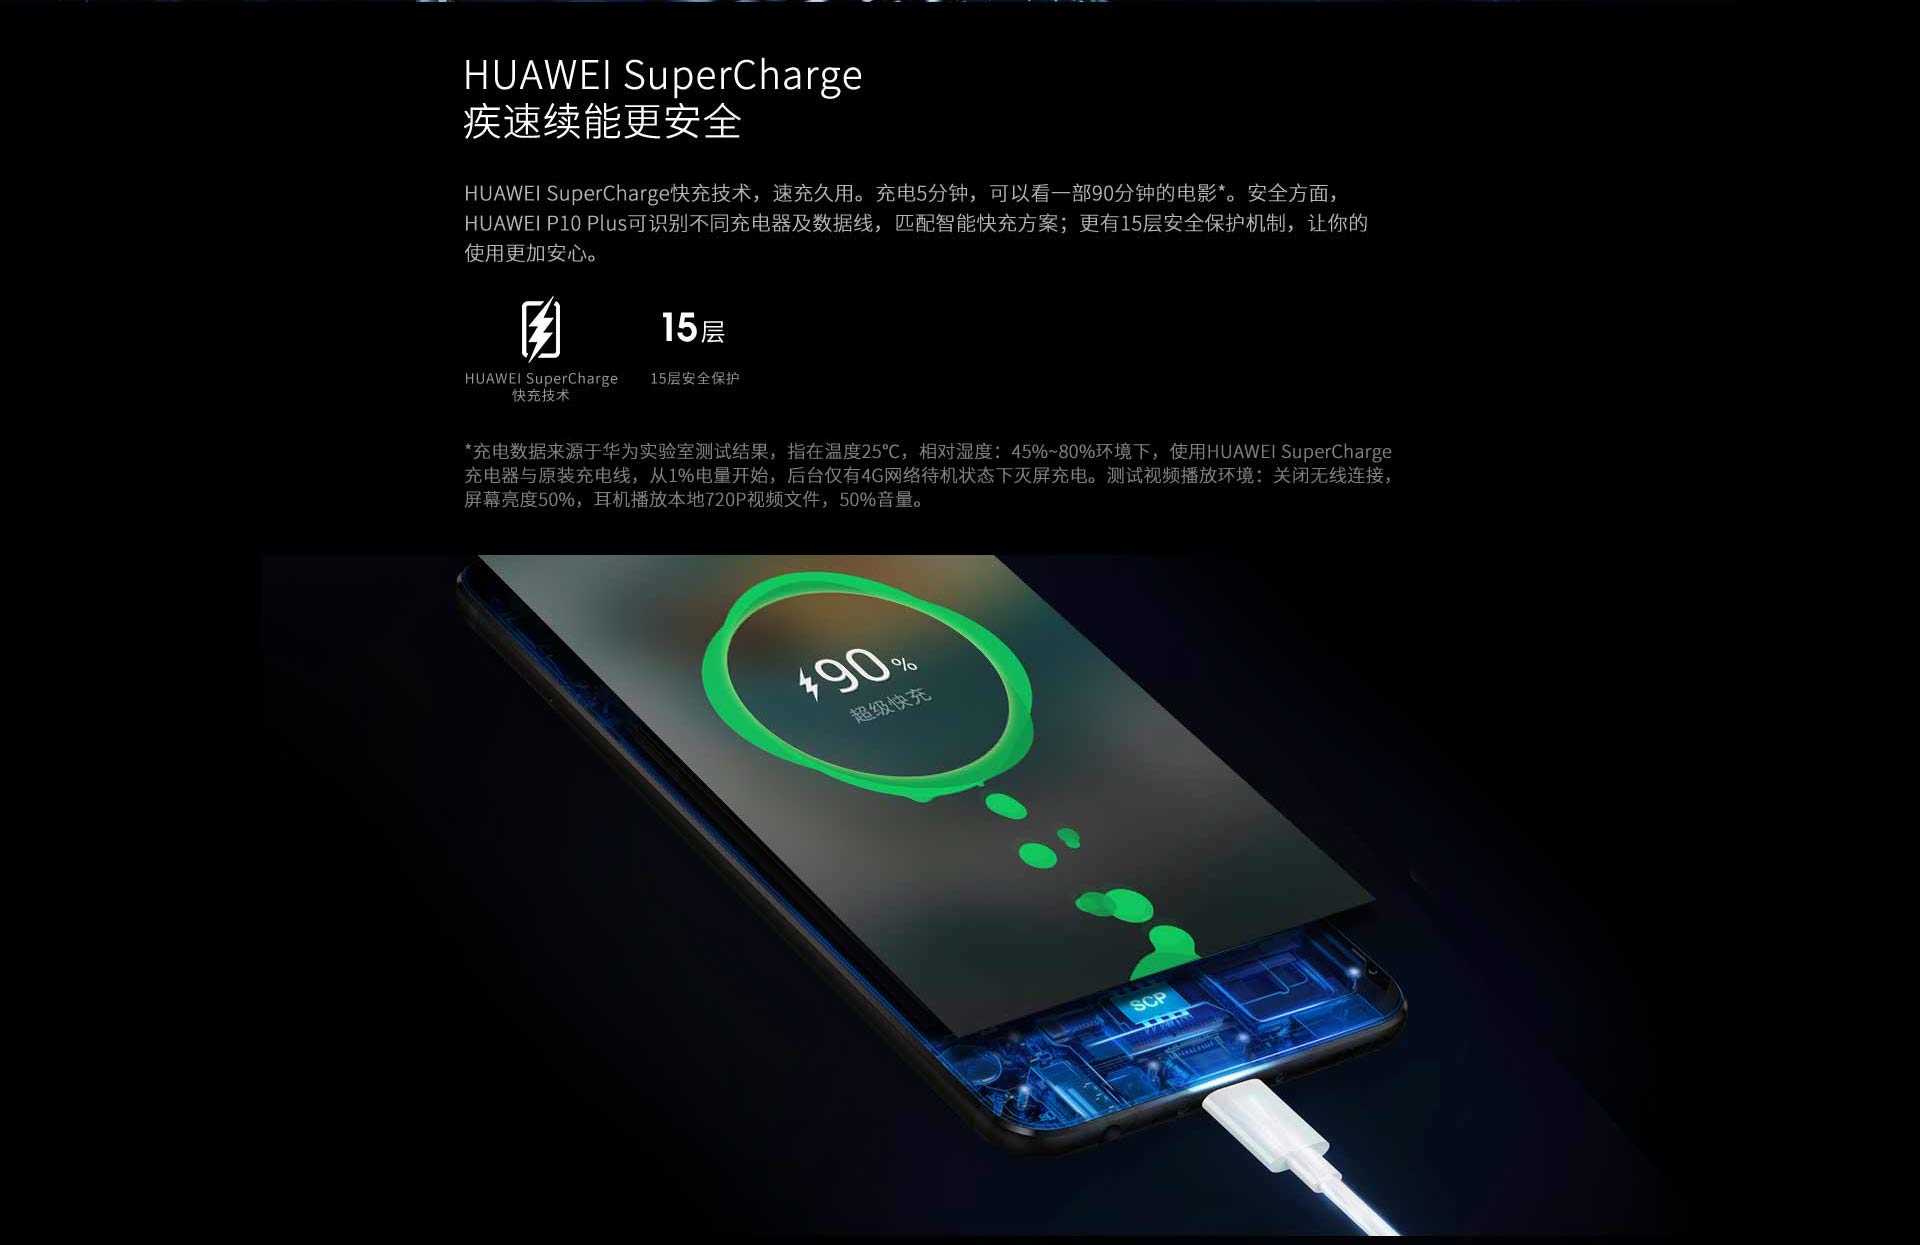 HUAWEI SuperCharge
疾速续能更安全
HUAWEI SuperCharge快充技术，速充久用。充电5分钟，可以看一部90分钟的电影*。安全方面，
HUAWEI P10 Plus可识别不同充电器及数据线，匹配智能快充方案；更有15层安全保护机制，让你的
使用更加安心。
15层
HUAWEI SuperCharge
快充技术
15层安全保护
*充电数据来源于华为实验室测试结果，指在温度25℃，相对湿度：45%~80%环境下，使用HUAWEI SuperCharge
充电器与原装充电线，从1%电量开始，后台仅有4G网络待机状态下灭屏充电。测试视频播放环境：关闭无线连接，
屏幕亮度50%，耳机播放本地720P视频文件，50%音量。
90%
超级快充
SCP